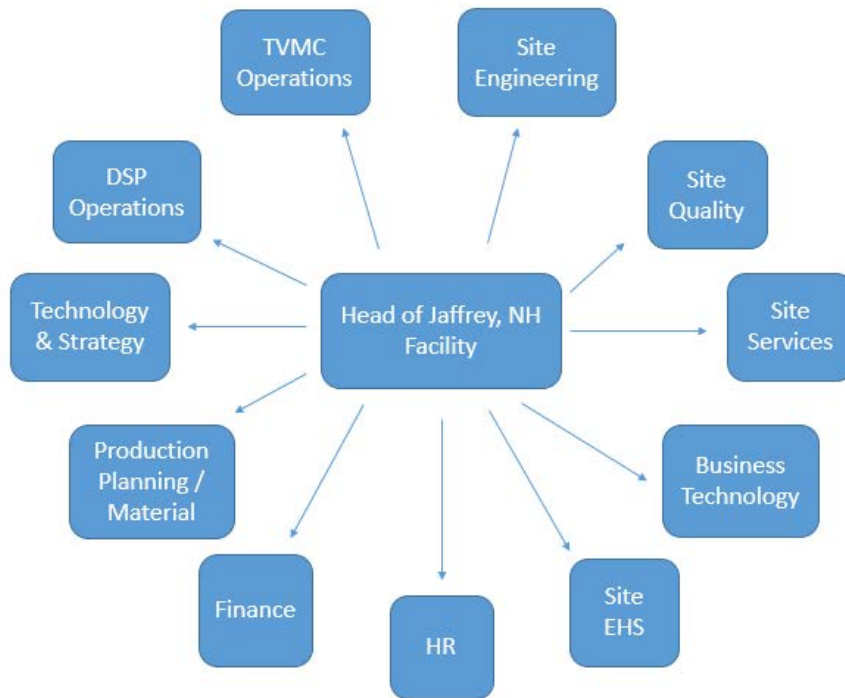 TVMC
Operations
Site
Engineering
DSP
Operations
Site
Quality
Technology
& Strategy
Head of Jaffrey, NH
Facility
Site
Services
Production
Planning /
Material
Business
Technology
Finance
HR
Site
EHS